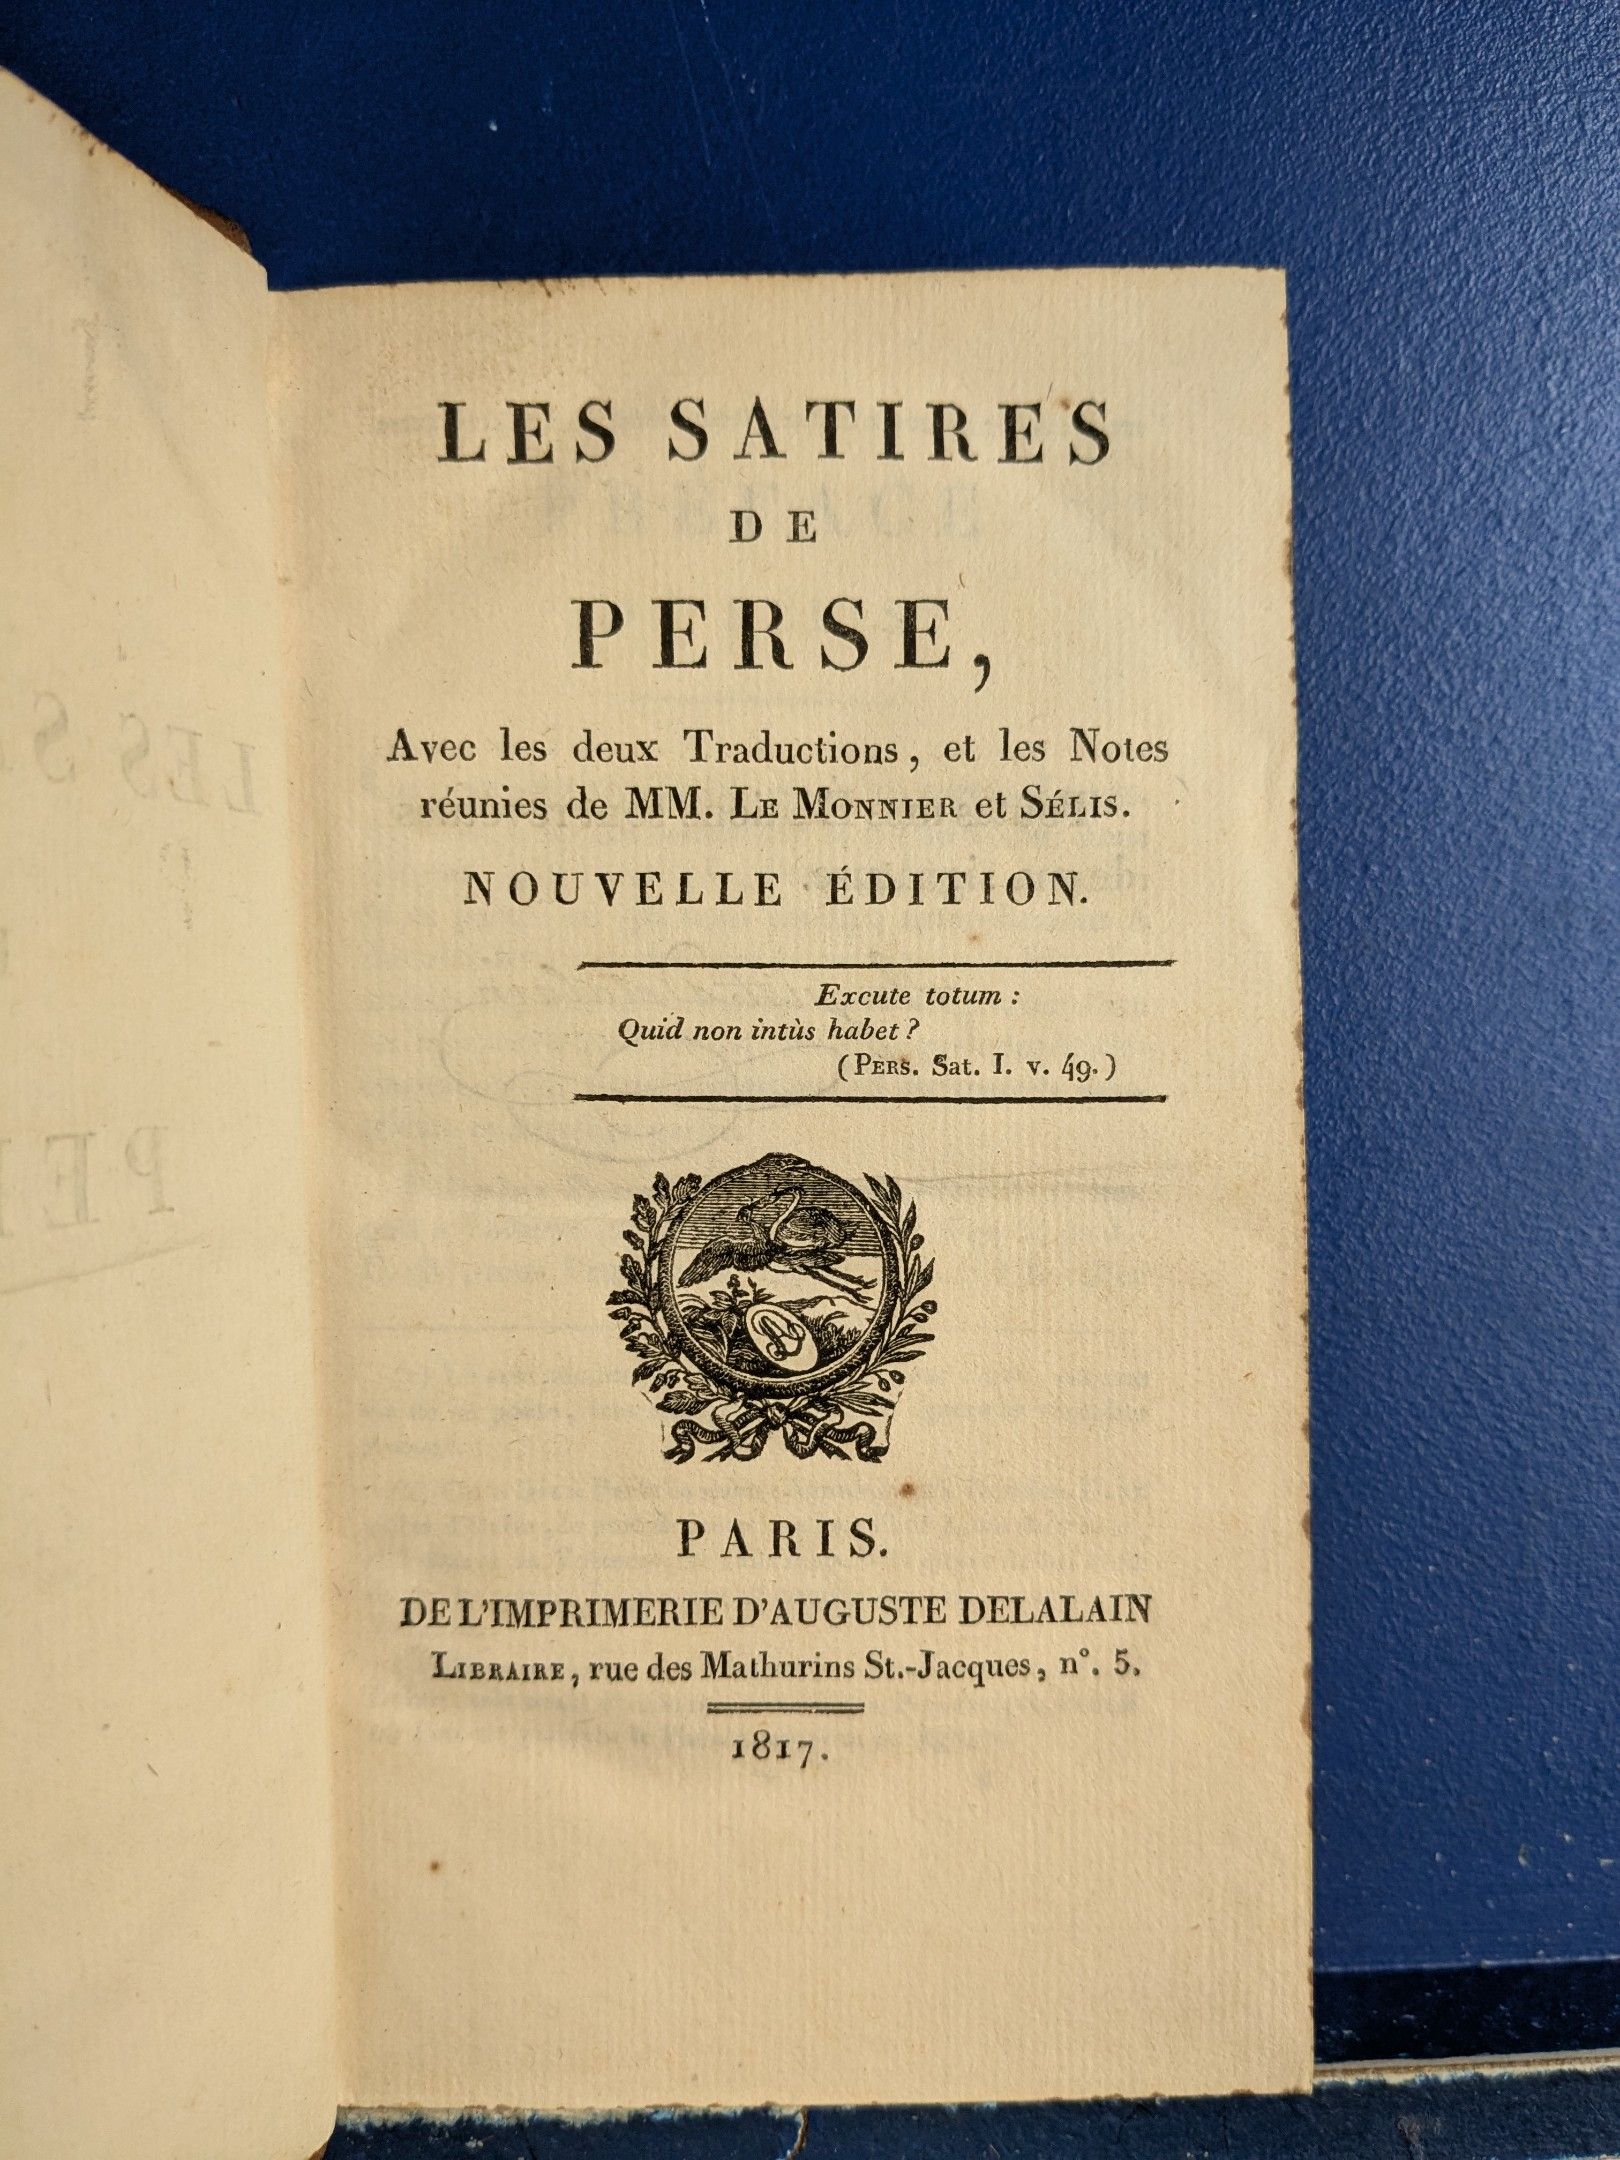 LES SATIRES
DE
PERSE,
Avec les deux Traductions, et les Notes
réunies de MM. LE MONNIER et SÉLIS.
NOUVELLE ÉDITION.
Excute totum :
Quid non intùs habet ?
(PERS. Sat. I. v. 49.)
PARIS.
DE L'IMPRIMERIE D'AUGUSTE DELALAIN
LIBRAIRE, rue des Mathurins St.-Jacques, n°. 5.
1817.